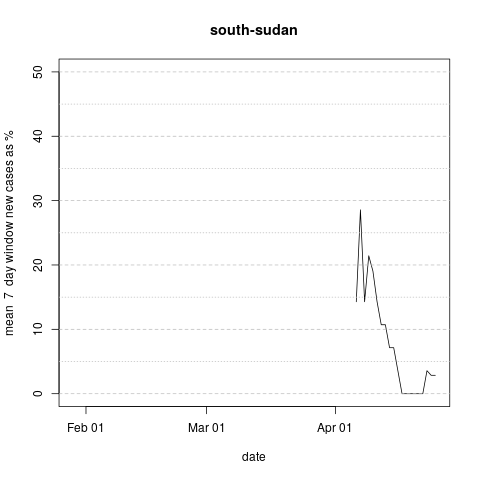 south-sudan
mean 7 day window new cases as %
50
40
30
20
10
0
Feb 01
Mar 01
Apr 01
date